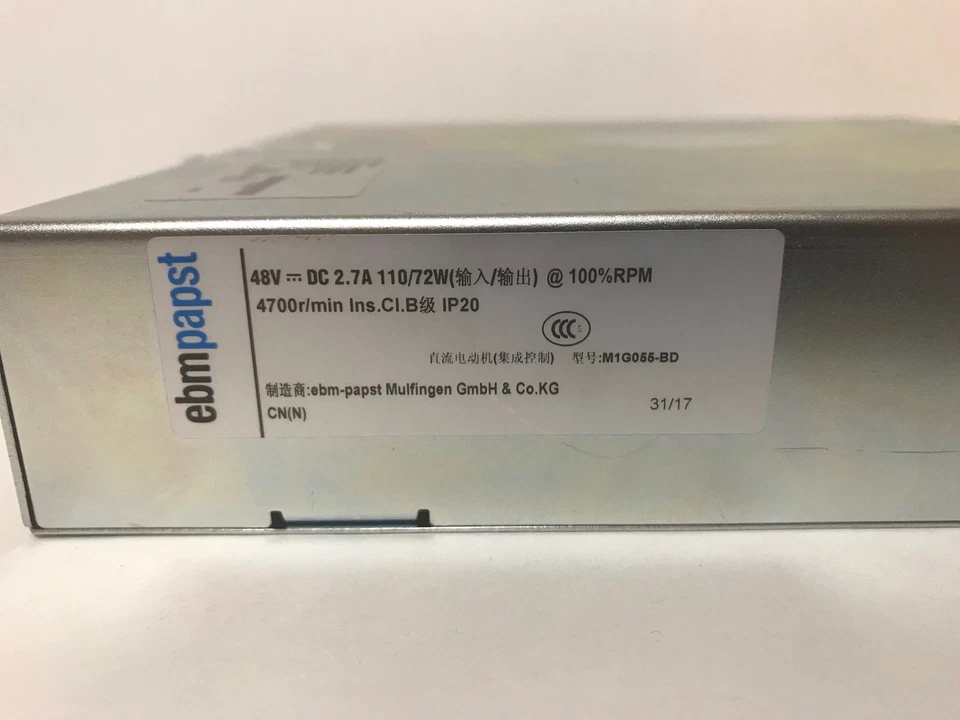 ebmpapst
48V ⎓ DC 2.7A 110/72W(输入/输出) @ 100%RPM
4700r/min Ins.Cl.B级 IP20
CCC S
直流电动机(集成控制) 型号:M1G055-BD
制造商:ebm-papst Mulfingen GmbH & Co.KG
CN(N)
31/17